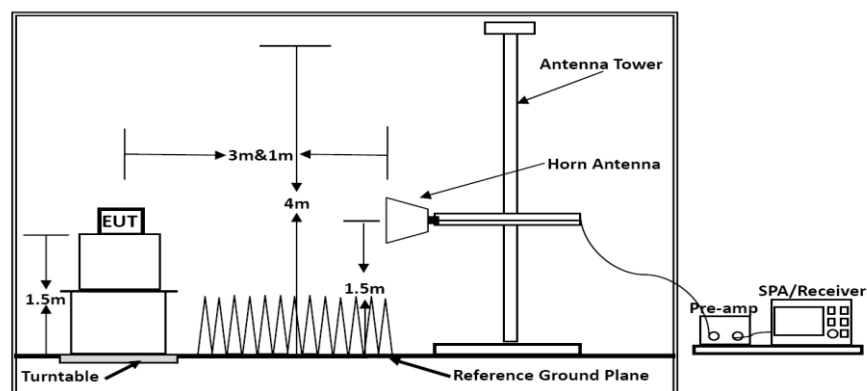 Antenna Tower
3m&1m
Horn Antenna
4m
EUT
1.5m
1.5m
SPA/Receiver
Pre-amp
Turntable
Reference Ground Plane